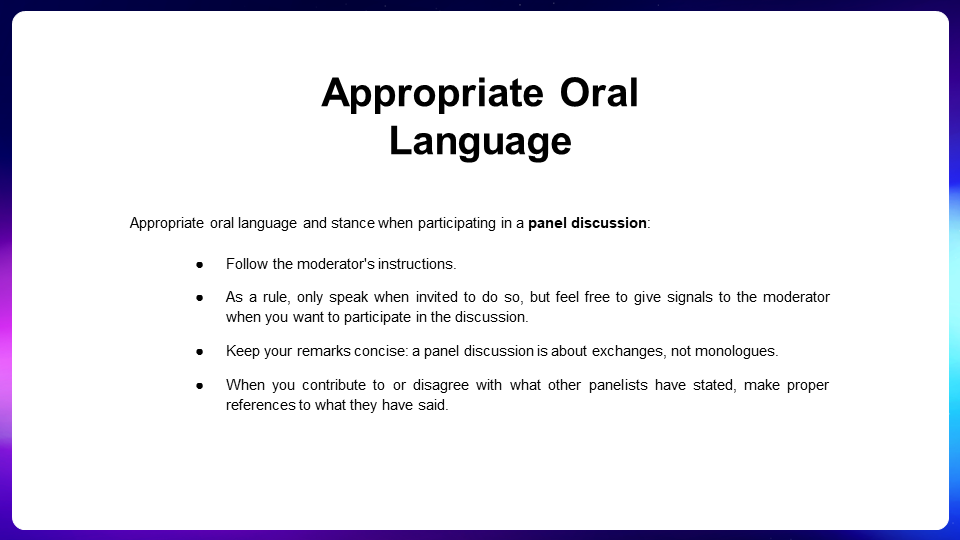 Appropriate Oral
Language
Appropriate oral language and stance when participating in a panel discussion:
● Follow the moderator's instructions.
● As a rule, only speak when invited to do so, but feel free to give signals to the moderator
when you want to participate in the discussion.
● Keep your remarks concise: a panel discussion is about exchanges, not monologues.
● When you contribute to or disagree with what other panelists have stated, make proper
references to what they have said.